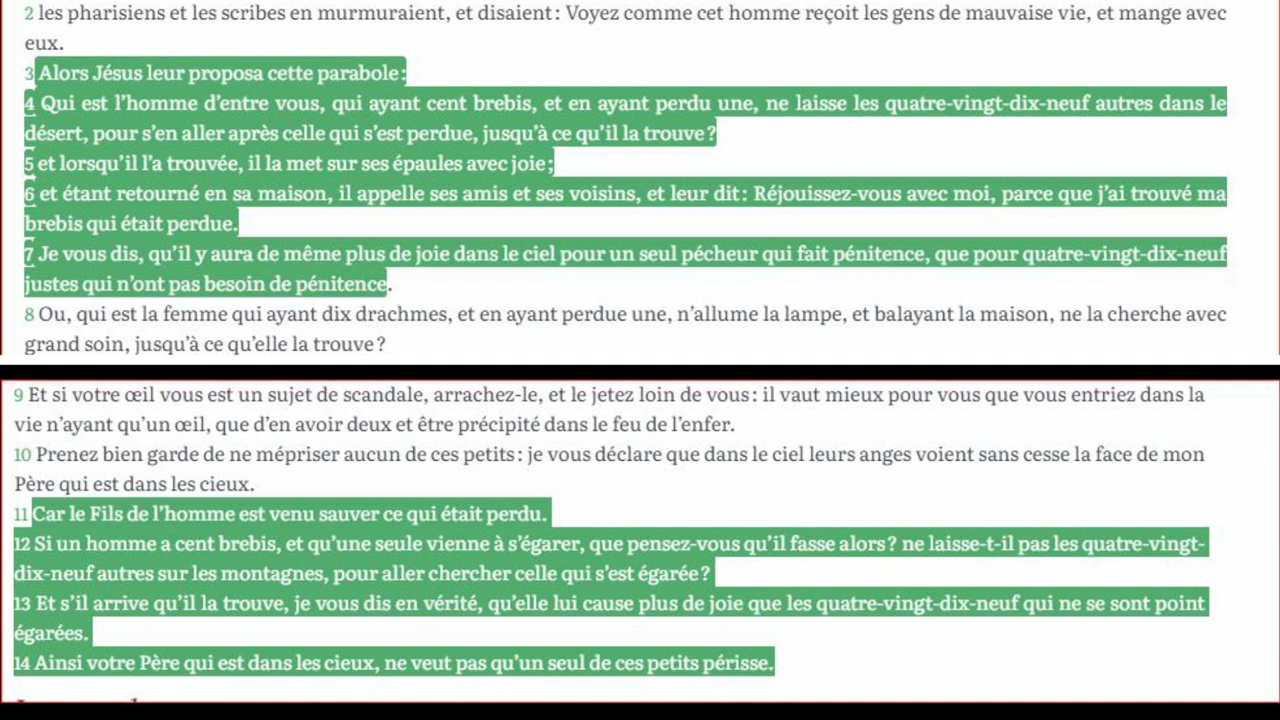 2 les pharisiens et les scribes en murmuraient, et disaient : Voyez comme cet homme reçoit les gens de mauvaise vie, et mange avec
eux.
3 Alors Jésus leur proposa cette parabole :
4 Qui est l’homme d’entre vous, qui ayant cent brebis, et en ayant perdu une, ne laisse les quatre-vingt-dix-neuf autres dans le
désert, pour s’en aller après celle qui s’est perdue, jusqu’à ce qu’il la trouve ?
5 et lorsqu’il l’a trouvée, il la met sur ses épaules avec joie ;
6 et étant retourné en sa maison, il appelle ses amis et ses voisins, et leur dit : Réjouissez-vous avec moi, parce que j’ai trouvé ma
brebis qui était perdue.
7 Je vous dis, qu’il y aura de même plus de joie dans le ciel pour un seul pécheur qui fait pénitence, que pour quatre-vingt-dix-neuf
justes qui n’ont pas besoin de pénitence.
8 Ou, qui est la femme qui ayant dix drachmes, et en ayant perdue une, n’allume la lampe, et balayant la maison, ne la cherche avec
grand soin, jusqu’à ce qu’elle la trouve ?
9 Et si votre œil vous est un sujet de scandale, arrachez-le, et le jetez loin de vous : il vaut mieux pour vous que vous entriez dans la
vie n’ayant qu’un œil, que d’en avoir deux et être précipité dans le feu de l’enfer.
10 Prenez bien garde de ne mépriser aucun de ces petits : je vous déclare que dans le ciel leurs anges voient sans cesse la face de mon
Père qui est dans les cieux.
11 Car le Fils de l’homme est venu sauver ce qui était perdu.
12 Si un homme a cent brebis, et qu’une seule vienne à s’égarer, que pensez-vous qu’il fasse alors ? ne laisse-t-il pas les quatre-vingt-
dix-neuf autres sur les montagnes, pour aller chercher celle qui s’est égarée ?
13 Et s’il arrive qu’il la trouve, je vous dis en vérité, qu’elle lui cause plus de joie que les quatre-vingt-dix-neuf qui ne se sont point
égarées.
14 Ainsi votre Père qui est dans les cieux, ne veut pas qu’un seul de ces petits périsse.